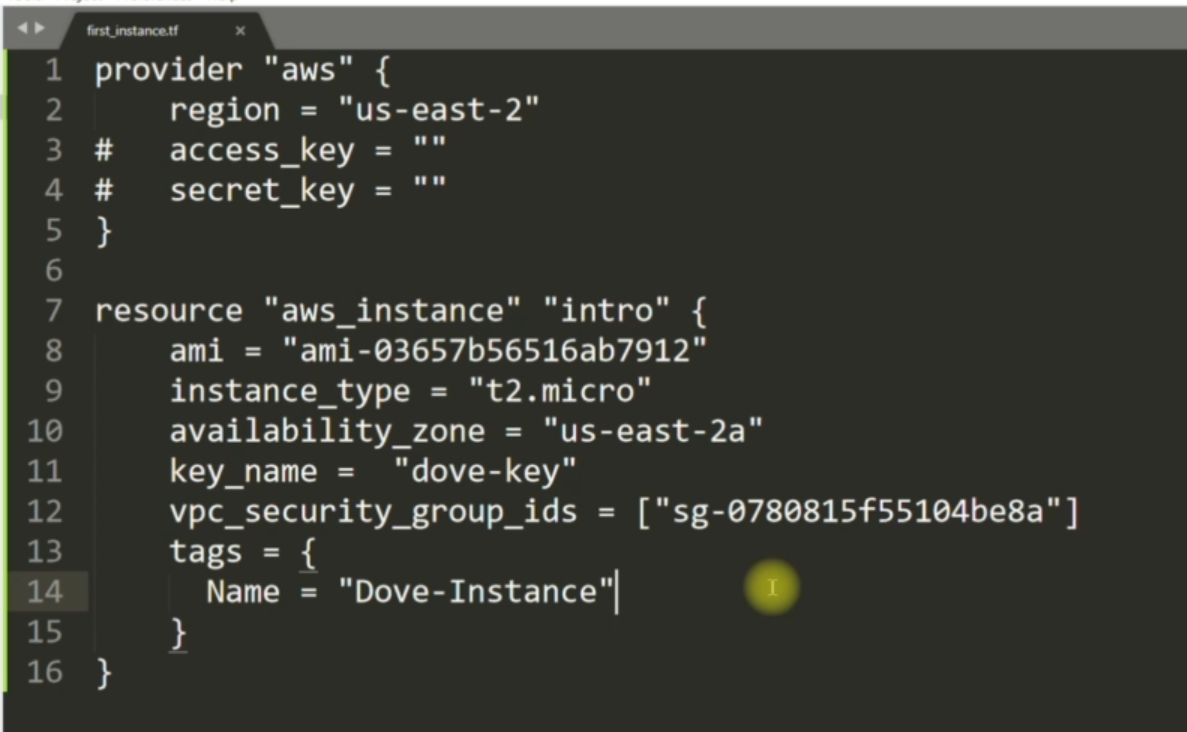 first_instance.tf ×
1 provider "aws" {
2 region = "us-east-2"
3 # access_key = ""
4 # secret_key = ""
5 }
6
7 resource "aws_instance" "intro" {
8 ami = "ami-03657b56516ab7912"
9 instance_type = "t2.micro"
10 availability_zone = "us-east-2a"
11 key_name =  "dove-key"
12 vpc_security_group_ids = ["sg-0780815f55104be8a"]
13 tags = {
14 Name = "Dove-Instance"
15 }
16 }